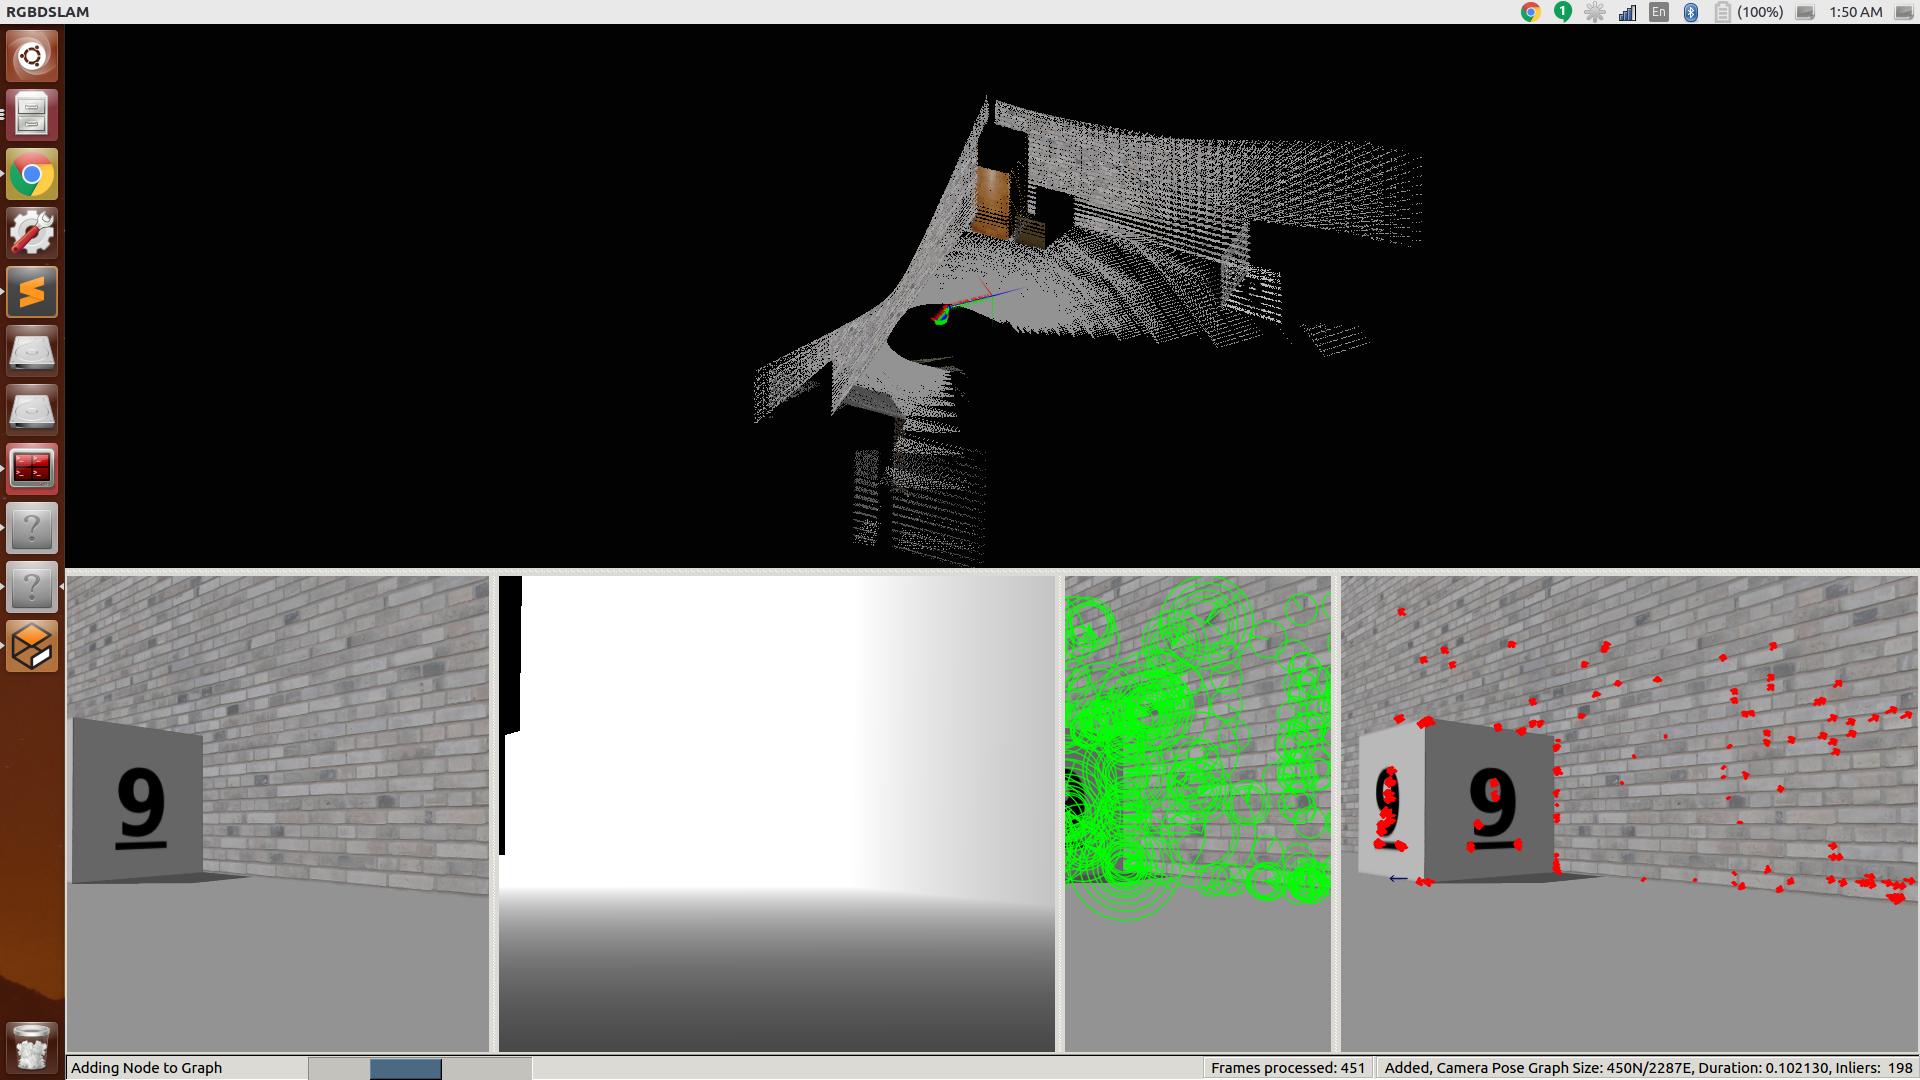 RGBDSLAM
1
En
(100%)
1:50 AM
9
9
9
Adding Node to Graph
Frames processed: 451
Added, Camera Pose Graph Size: 450N/2287E, Duration: 0.102130, Inliers: 198